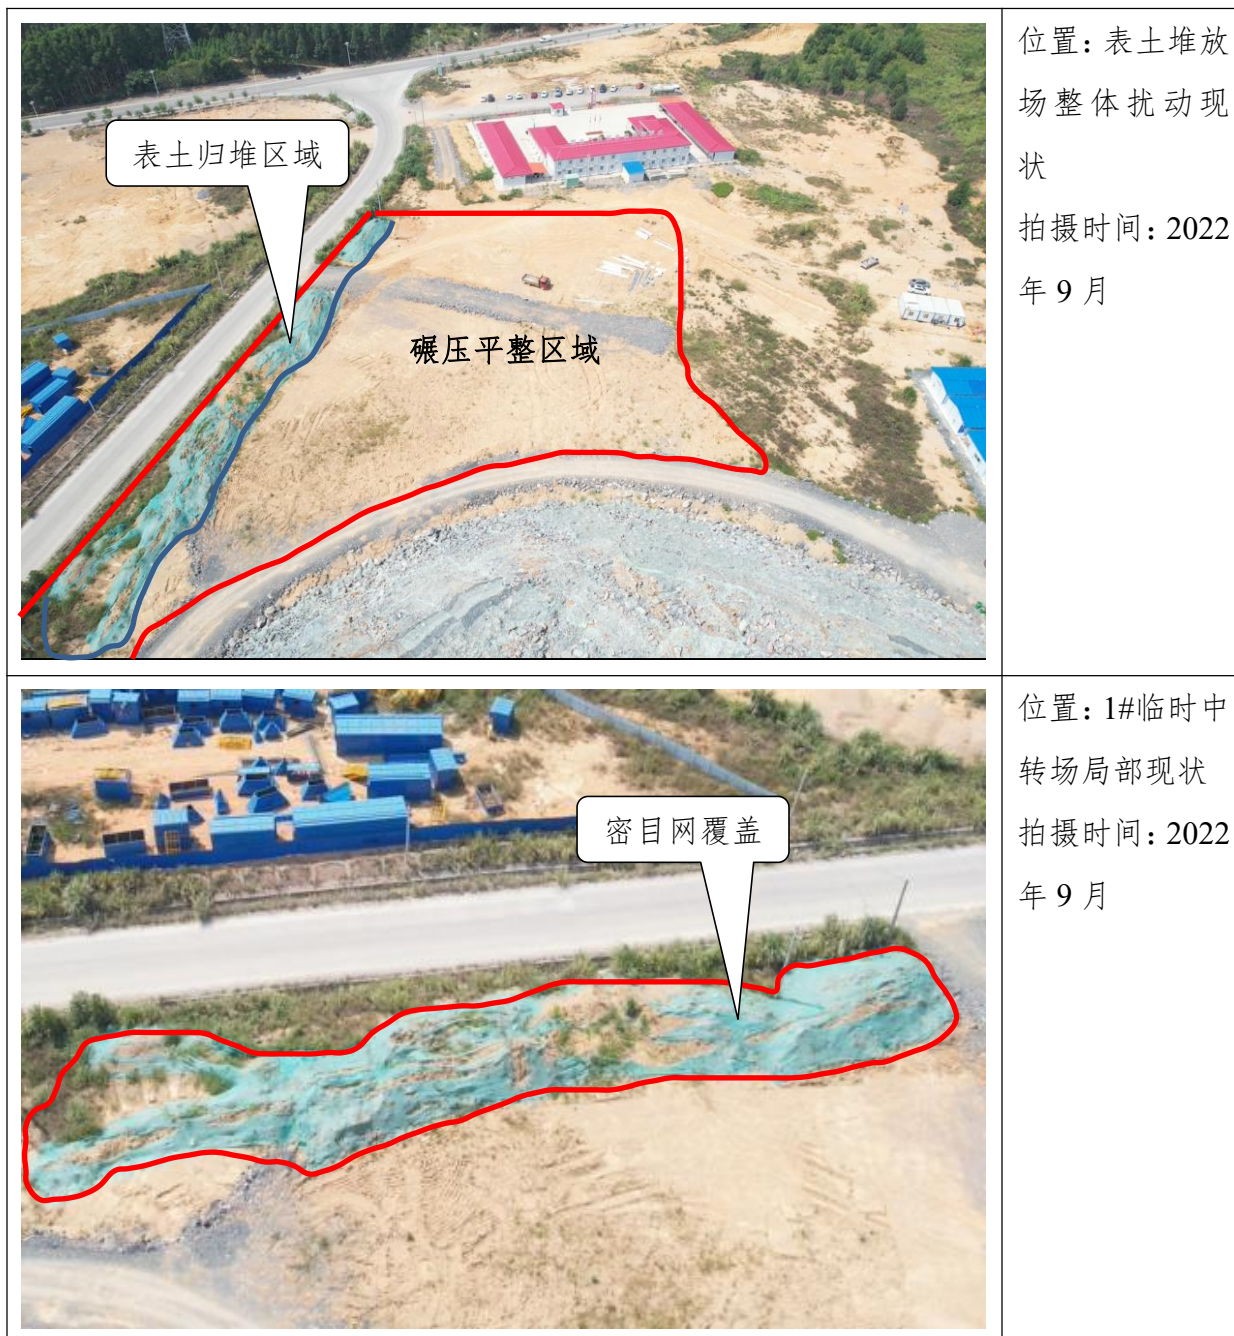 表土归堆区域
碾压平整区域
位置：表土堆放
场整体扰动现
状
拍摄时间：2022
年 9 月
密目网覆盖
位置：1#临时中
转场局部现状
拍摄时间：2022
年 9 月